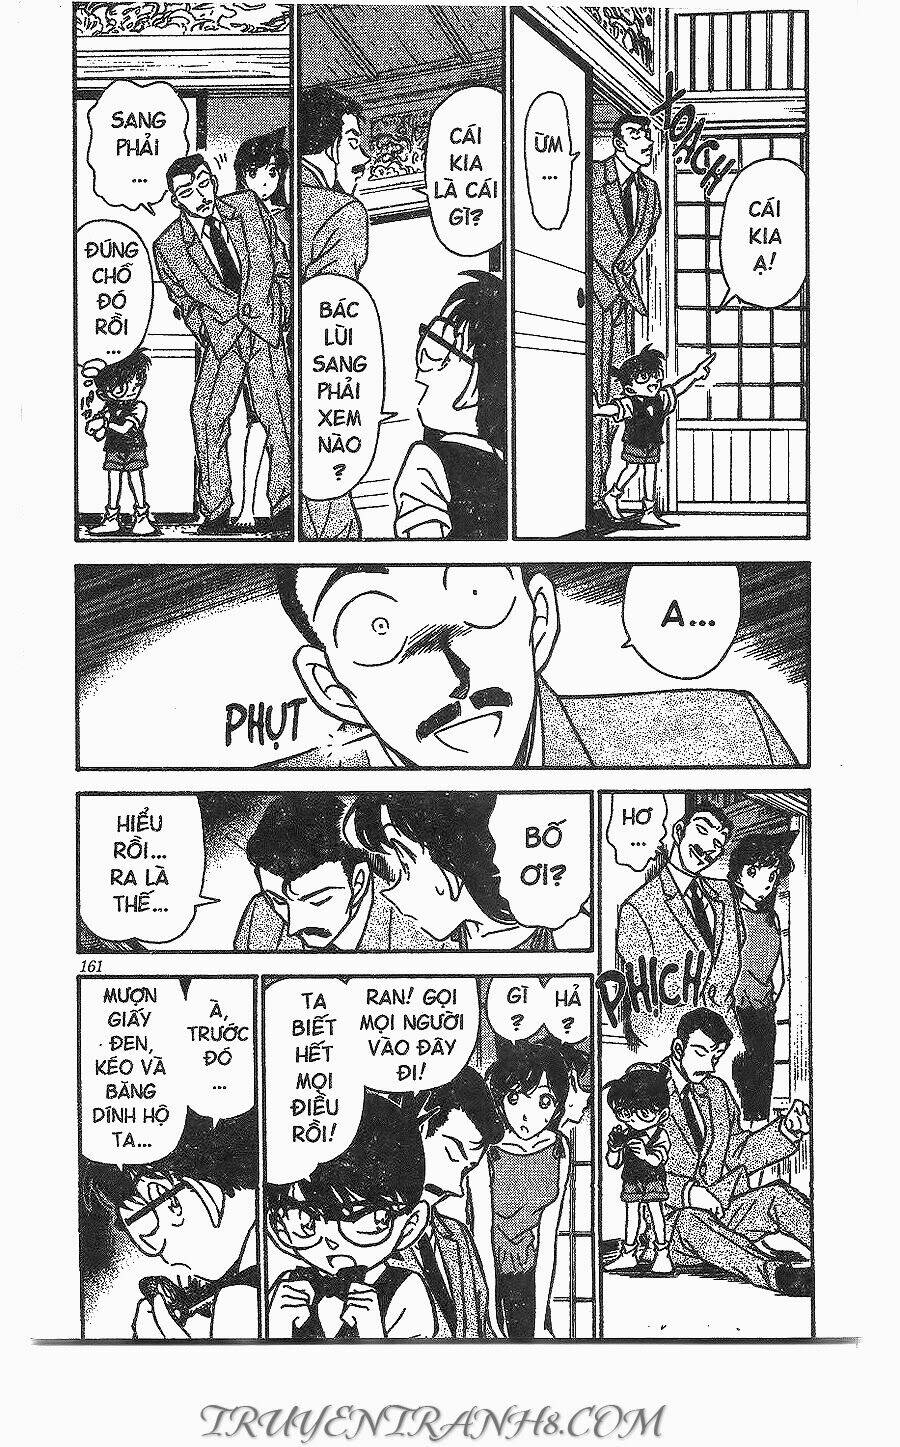 XOẠCH
CÁI
KIA
Ạ!
ỪM
...
CÁI
KIA
LÀ CÁI
GÌ?
BÁC
LÙI
SANG
PHẢI
XEM
NÀO
?
SANG
PHẢI
...
ĐÚNG
CHỖ
ĐÓ
RỒI
...
A...
PHỤT
HƠ
...
PHỊCH
BỐ
ƠI?
HIỂU
RỒI...
RA LÀ
THẾ...
HẢ
?
GÌ
?
RAN! GỌI
MỌI NGƯỜI
VÀO ĐÂY
ĐI!
TA
BIẾT
HẾT
MỌI
ĐIỀU
RỒI!
À,
TRƯỚC
ĐÓ
...
MƯỢN
GIẤY
ĐEN,
KÉO VÀ
BĂNG
DÍNH HỘ
TA...
161
TRUYENTRANH8.COM